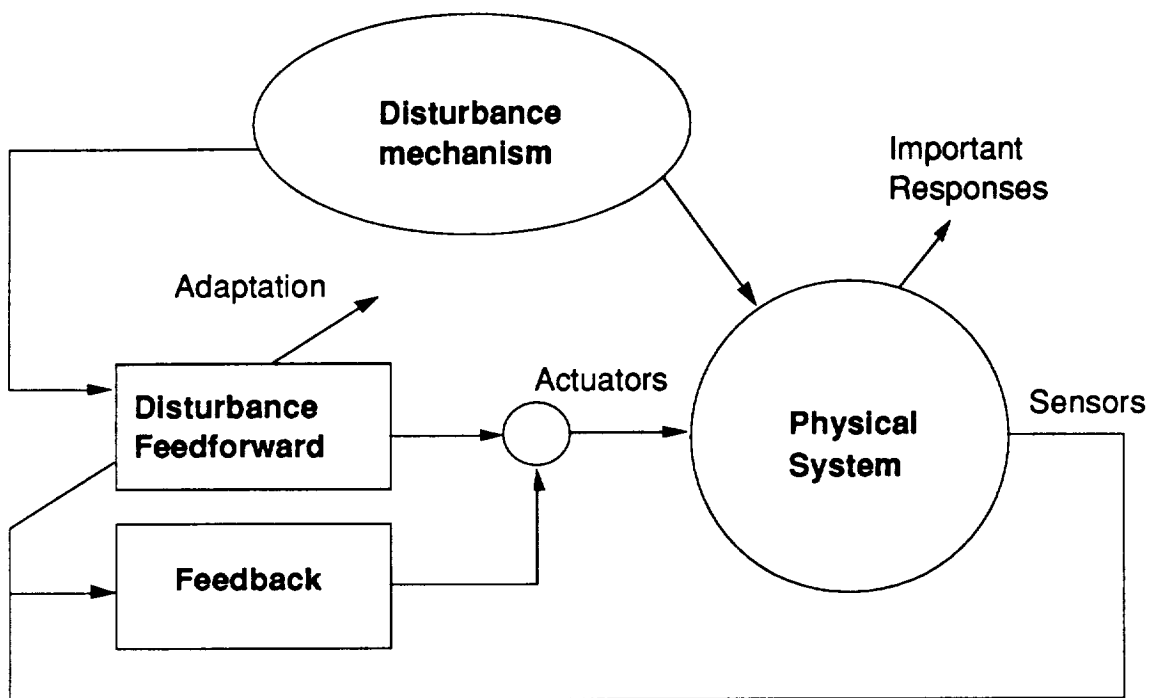 Disturbance
mechanism
Important
Responses
Adaptation
Disturbance
Feedforward
Actuators
Physical
System
Sensors
Feedback